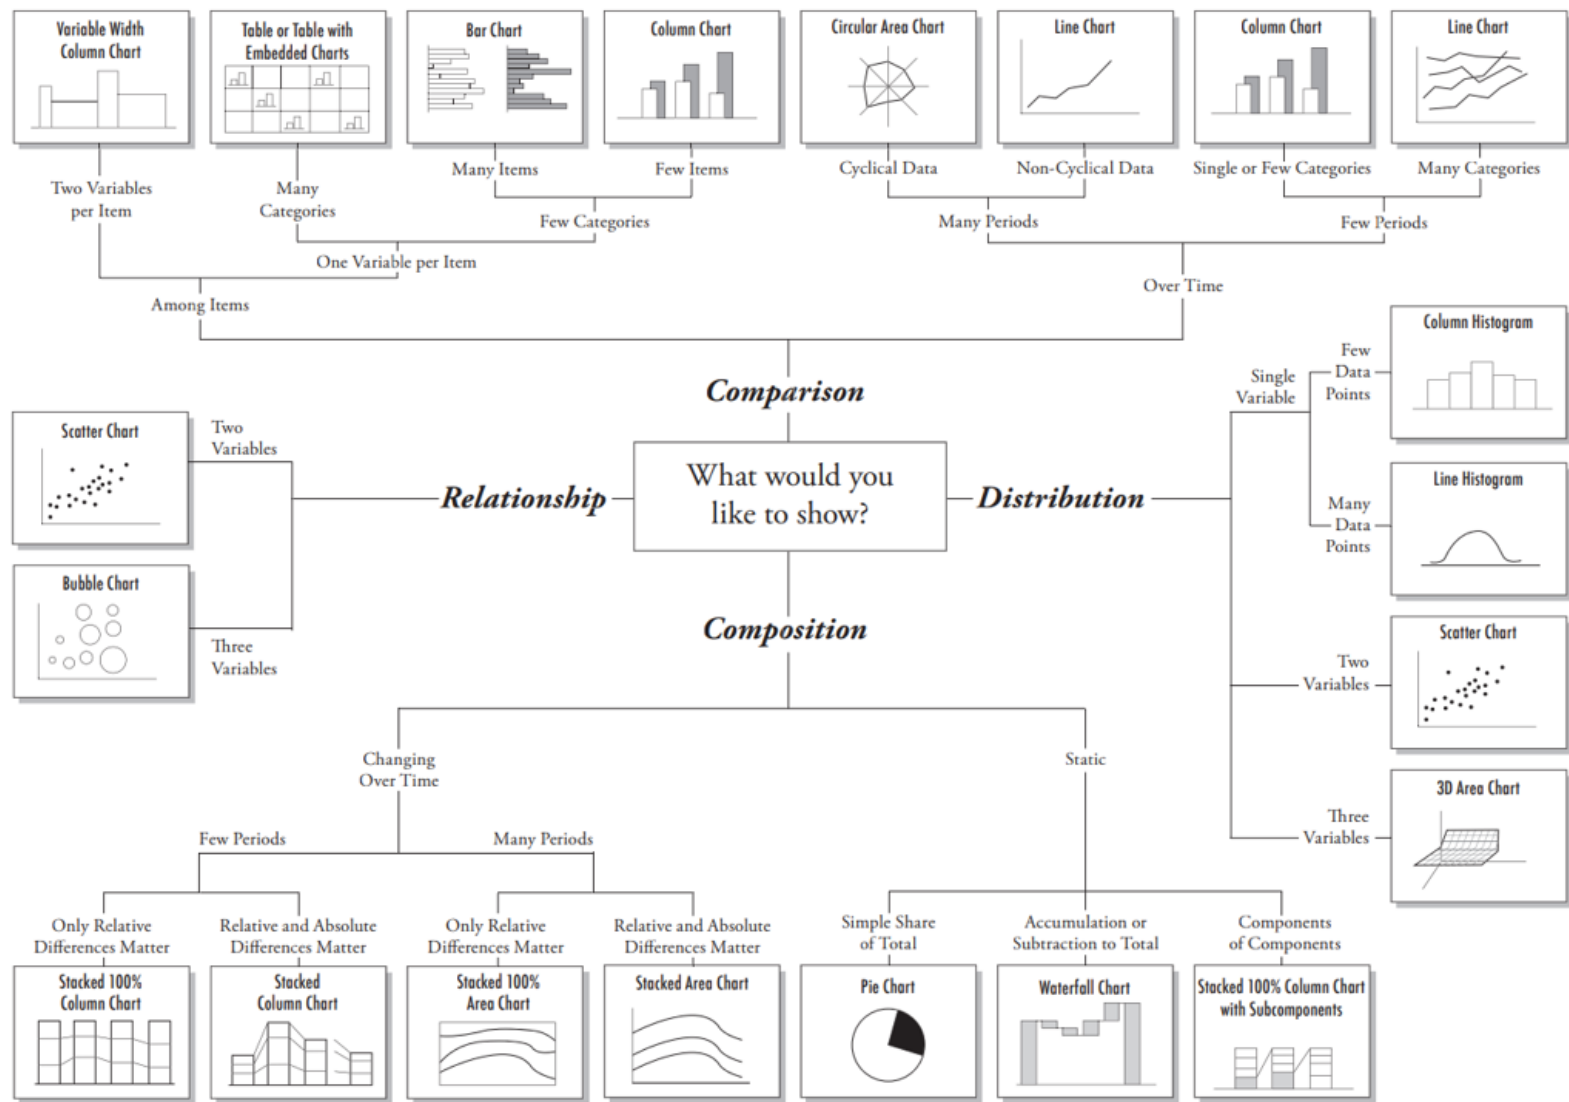 Variable Width
Column Chart
Table or Table with
Embedded Charts
Bar Chart
Column Chart
Circular Area Chart
Line Chart
Column Chart
Line Chart
Two Variables
per Item
Many
Categories
Many Items
Few Items
Cyclical Data
Non-Cyclical Data
Single or Few Categories
Many Categories
Few Categories
Many Periods
Few Periods
One Variable per Item
Among Items
Over Time
Comparison
What would you
like to show?
Relationship
Two
Variables
Scatter Chart
Three
Variables
Bubble Chart
Distribution
Single
Variable
Few
Data
Points
Column Histogram
Many
Data
Points
Line Histogram
Two
Variables
Scatter Chart
Three
Variables
3D Area Chart
Composition
Changing
Over Time
Static
Few Periods
Many Periods
Only Relative
Differences Matter
Relative and Absolute
Differences Matter
Only Relative
Differences Matter
Relative and Absolute
Differences Matter
Simple Share
of Total
Accumulation or
Subtraction to Total
Components
of Components
Stacked 100%
Column Chart
Stacked
Column Chart
Stacked 100%
Area Chart
Stacked Area Chart
Pie Chart
Waterfall Chart
Stacked 100% Column Chart
with Subcomponents